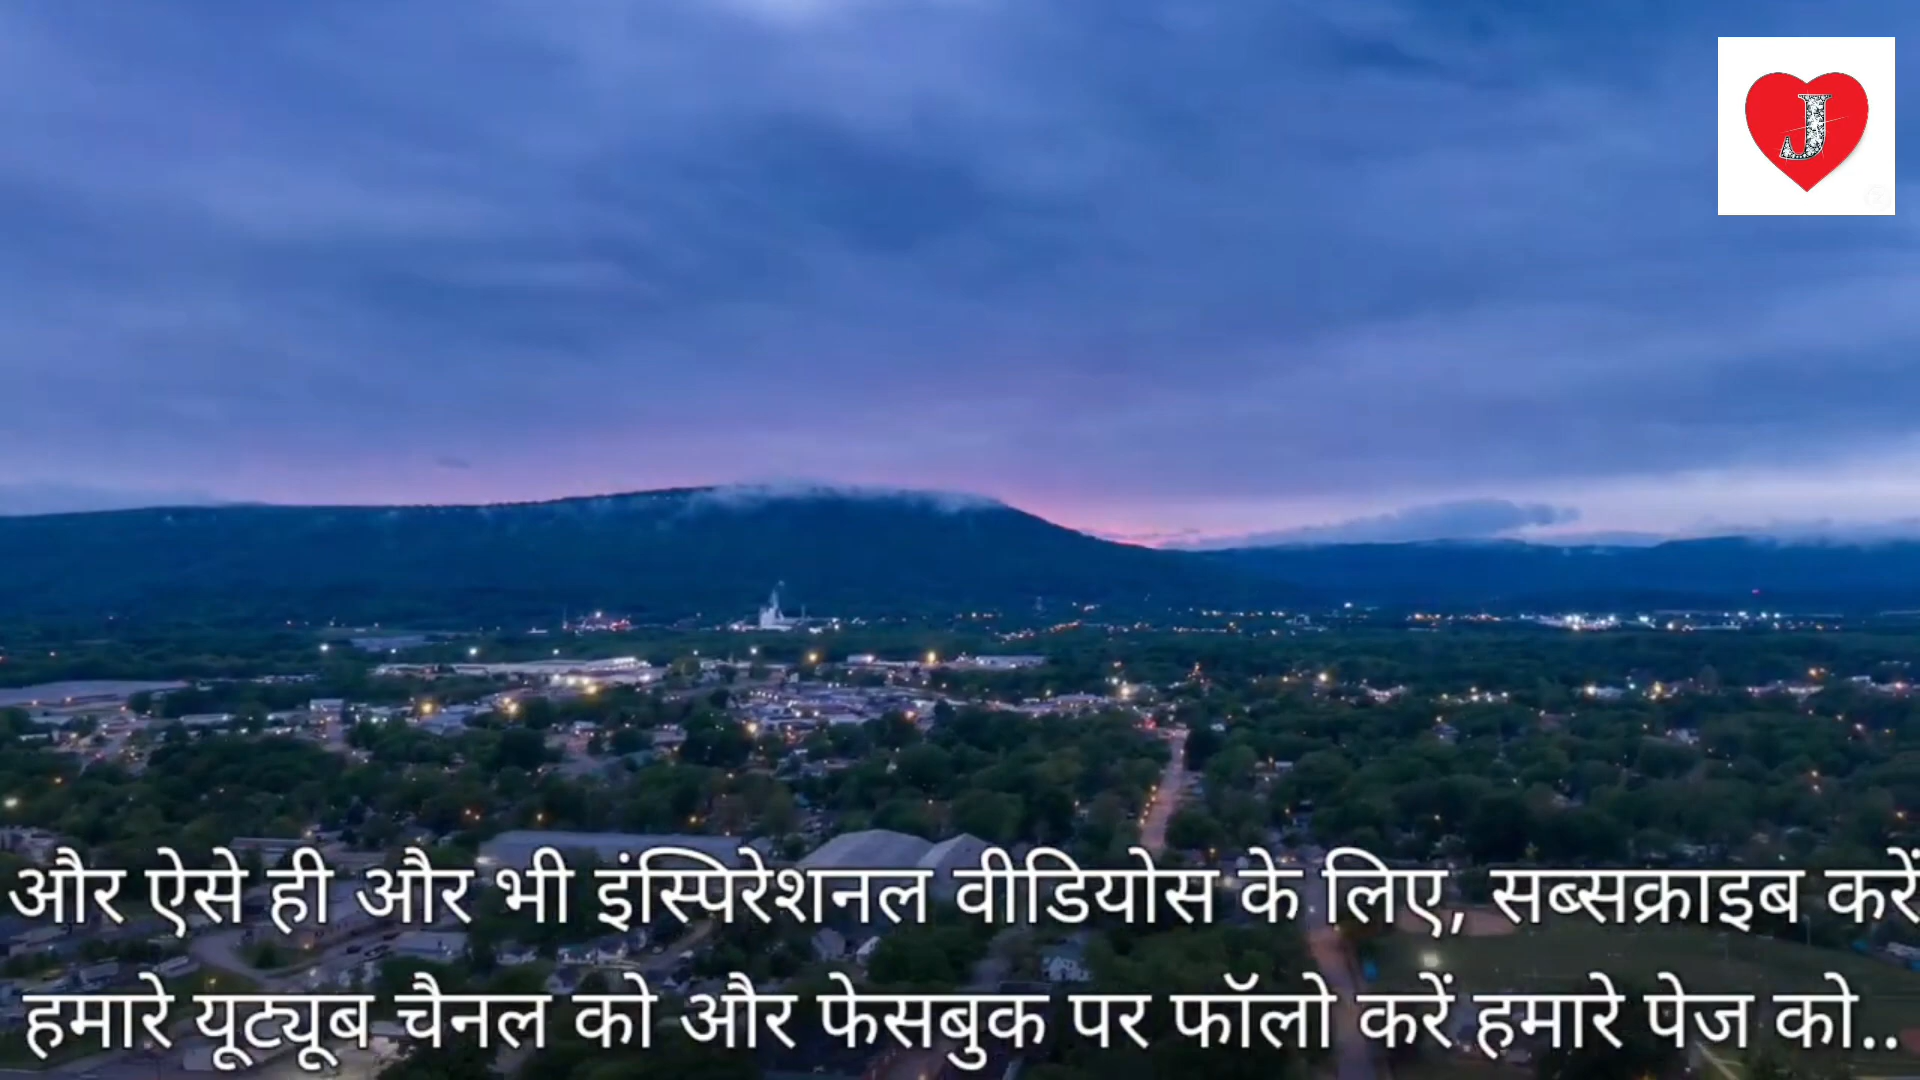 J
और ऐसे ही और भी इंस्पिरेशनल वीडियोस के लिए, सब्सक्राइब करें
हमारे यूट्यूब चैनल को और फेसबुक पर फॉलो करें हमारे पेज को..